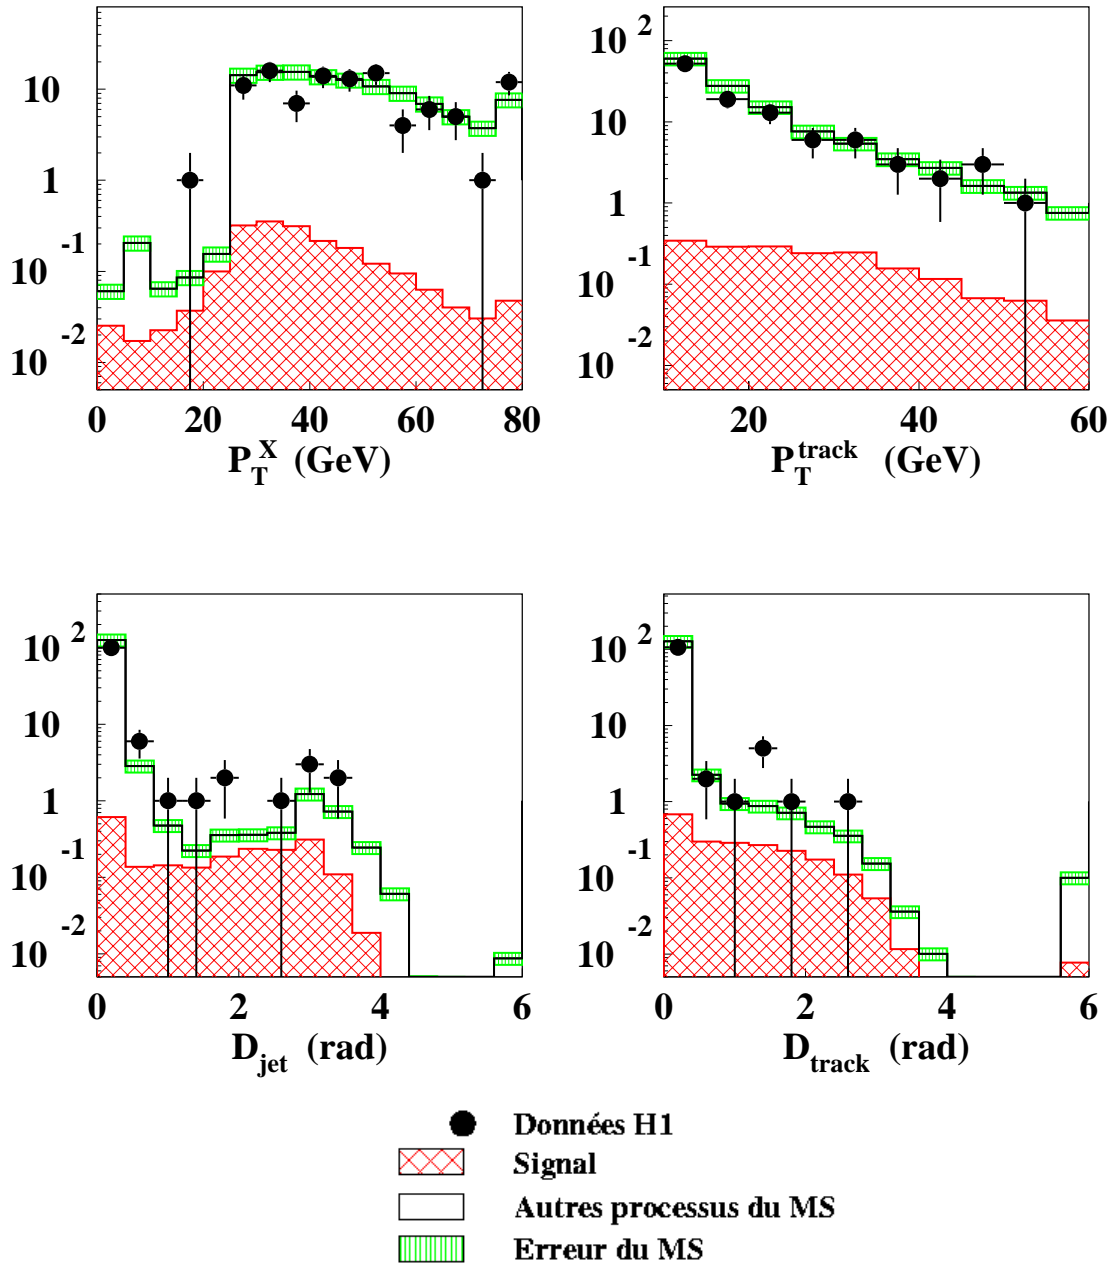 10 2
10
10
1
1
-1
10
-1
10
-2
10
-2
10
0 20 40 60 80
20 40 60
P_T^X (GeV)
P_T^track (GeV)
10 2
10 2
10
10
1
1
-1
10
-1
10
-2
10
-2
10
0 2 4 6
0 2 4 6
D_jet (rad)
D_track (rad)
Données H1
Signal
Autres processus du MS
Erreur du MS